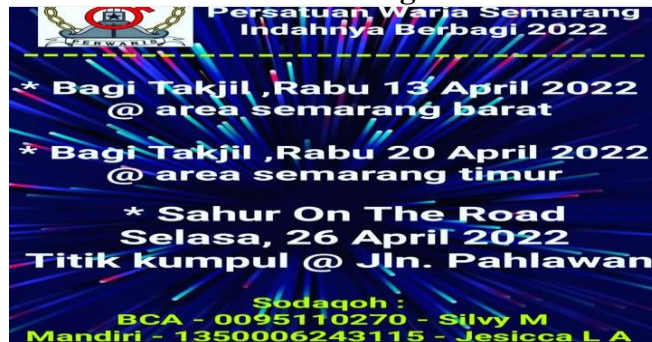 PERWARIS
Persatuan Waria Semarang
Indahnya Berbagi 2022
* Bagi Takjil ,Rabu 13 April 2022
@ area semarang barat
* Bagi Takjil ,Rabu 20 April 2022
@ area semarang timur
* Sahur On The Road
Selasa, 26 April 2022
Titik kumpul @ Jln. Pahlawan
Sodaqoh :
BCA - 0095110270 - Silvy M
Mandiri - 1350006243115 - Jesicca L A